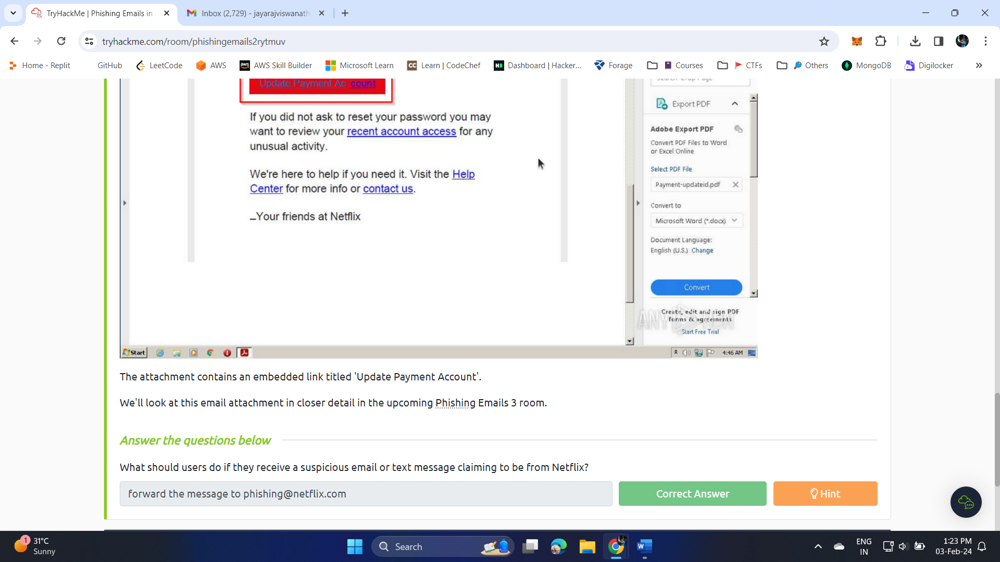 TryHackMe | Phishing Emails in
Inbox (2,729) - jayarajviswanath
tryhackme.com/room/phishingemails2rytmuv
Home - Replit
GitHub
LeetCode
AWS
aws AWS Skill Builder
Microsoft Learn
CC Learn | CodeChef
Dashboard | Hacker...
Forage
Courses
CTFs
Others
MongoDB
Digilocker
Update Payment Ac count
If you did not ask to reset your password you may
want to review your recent account access for any
unusual activity.
We're here to help if you need it. Visit the Help
Center for more info or contact us.
–Your friends at Netflix
Search 'Crop Page'
Export PDF
Adobe Export PDF
Convert PDF Files to Word
or Excel Online
Select PDF File
Payment-updateid.pdf
Convert to
Microsoft Word (*.docx)
Document Language:
English (U.S.) Change
Convert
Create, edit and sign PDF
forms & agreements
Start Free Trial
ANY RUN
Start
4:46 AM
The attachment contains an embedded link titled 'Update Payment Account'.
We'll look at this email attachment in closer detail in the upcoming Phishing Emails 3 room.
Answer the questions below
What should users do if they receive a suspicious email or text message claiming to be from Netflix?
forward the message to phishing@netflix.com
Correct Answer
Hint
1
31°C
Sunny
Search
W
ENG
IN
1:23 PM
03-Feb-24